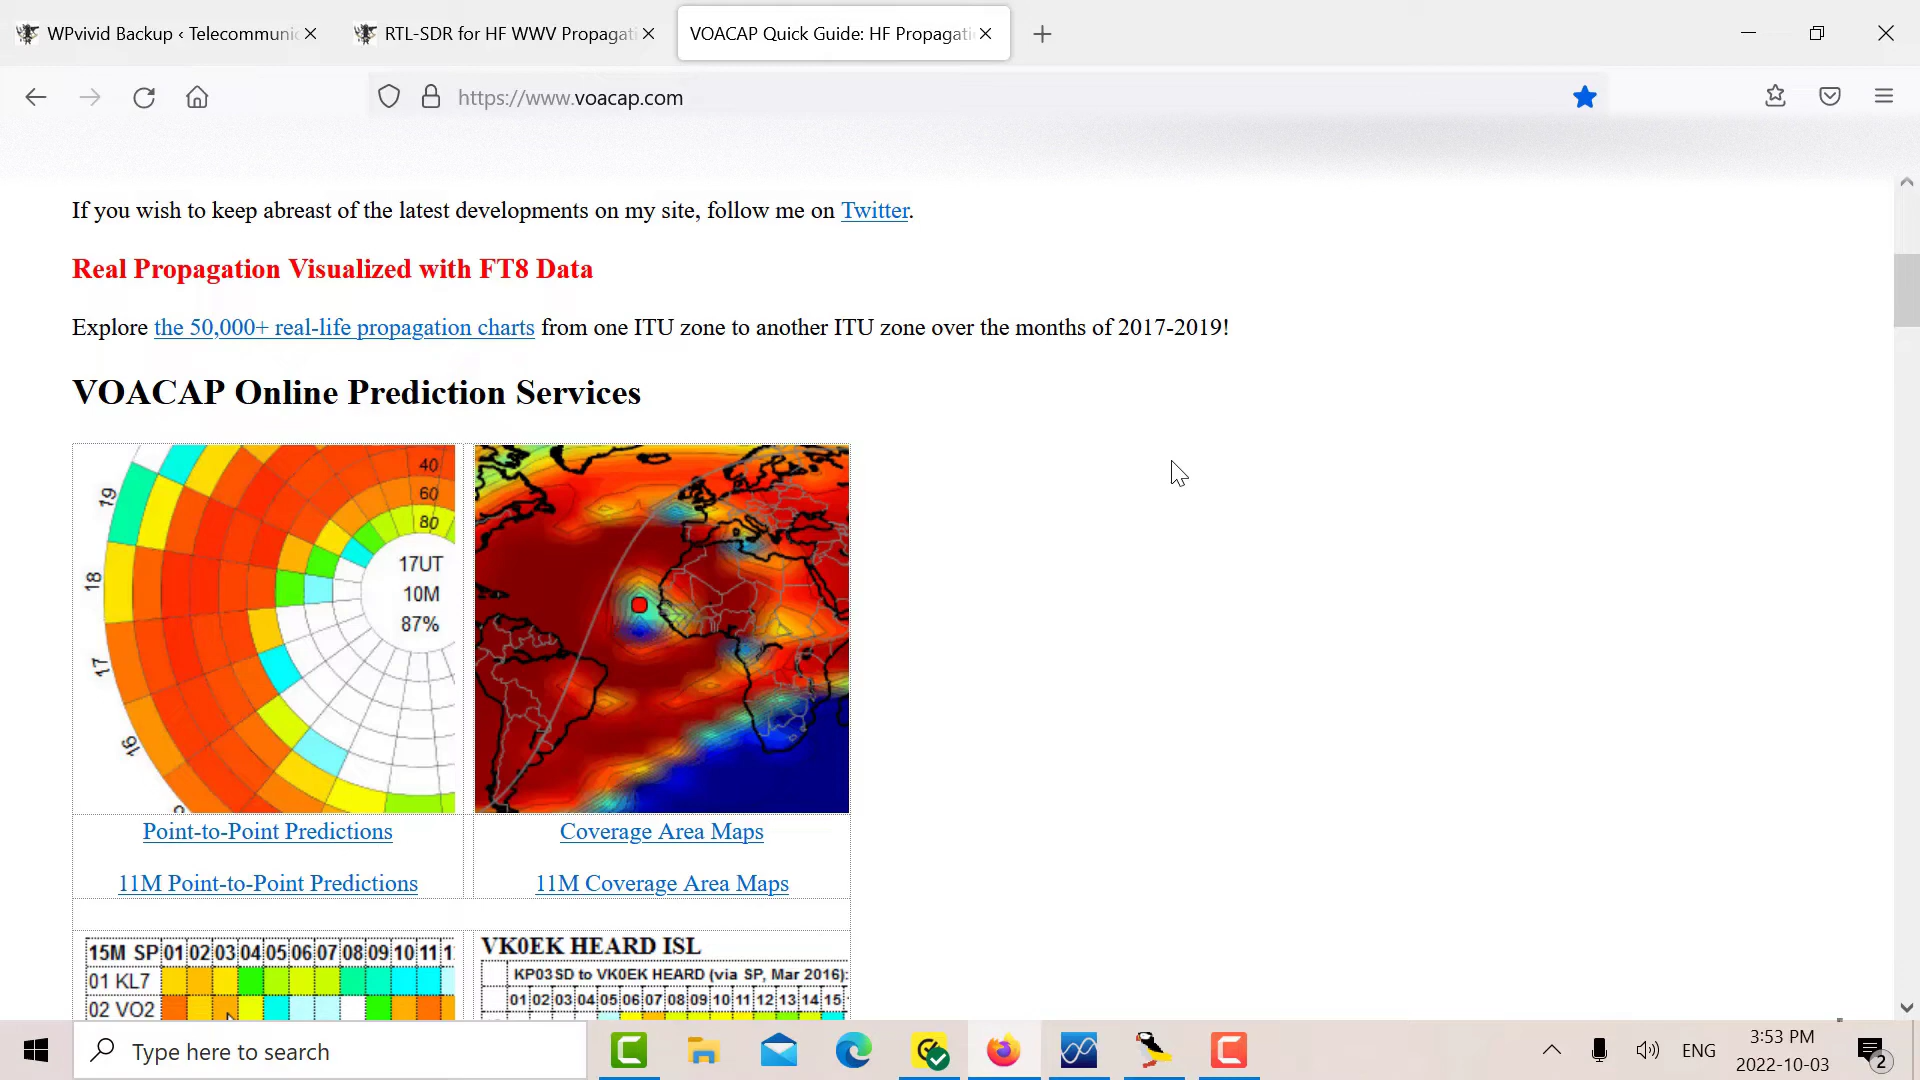 WPvivid Backup ‹ Telecommuni
RTL-SDR for HF WWV Propagat
VOACAP Quick Guide: HF Propagati
https://www.voacap.com
If you wish to keep abreast of the latest developments on my site, follow me on Twitter.
Real Propagation Visualized with FT8 Data
Explore the 50,000+ real-life propagation charts from one ITU zone to another ITU zone over the months of 2017-2019!
VOACAP Online Prediction Services
40
60
80
17UT
10M
87%
19
18
17
16
Point-to-Point Predictions
Coverage Area Maps
11M Point-to-Point Predictions
11M Coverage Area Maps
15M SP 01 02 03 04 05 06 07 08 09 10 11 1
01 KL7
02 VO2
VK0EK HEARD ISL
KP03SD to VK0EK HEARD (via SP, Mar 2016):
01 02 03 04 05 06 07 08 09 10 11 12 13 14 15
Type here to search
ENG
3:53 PM
2022-10-03
2